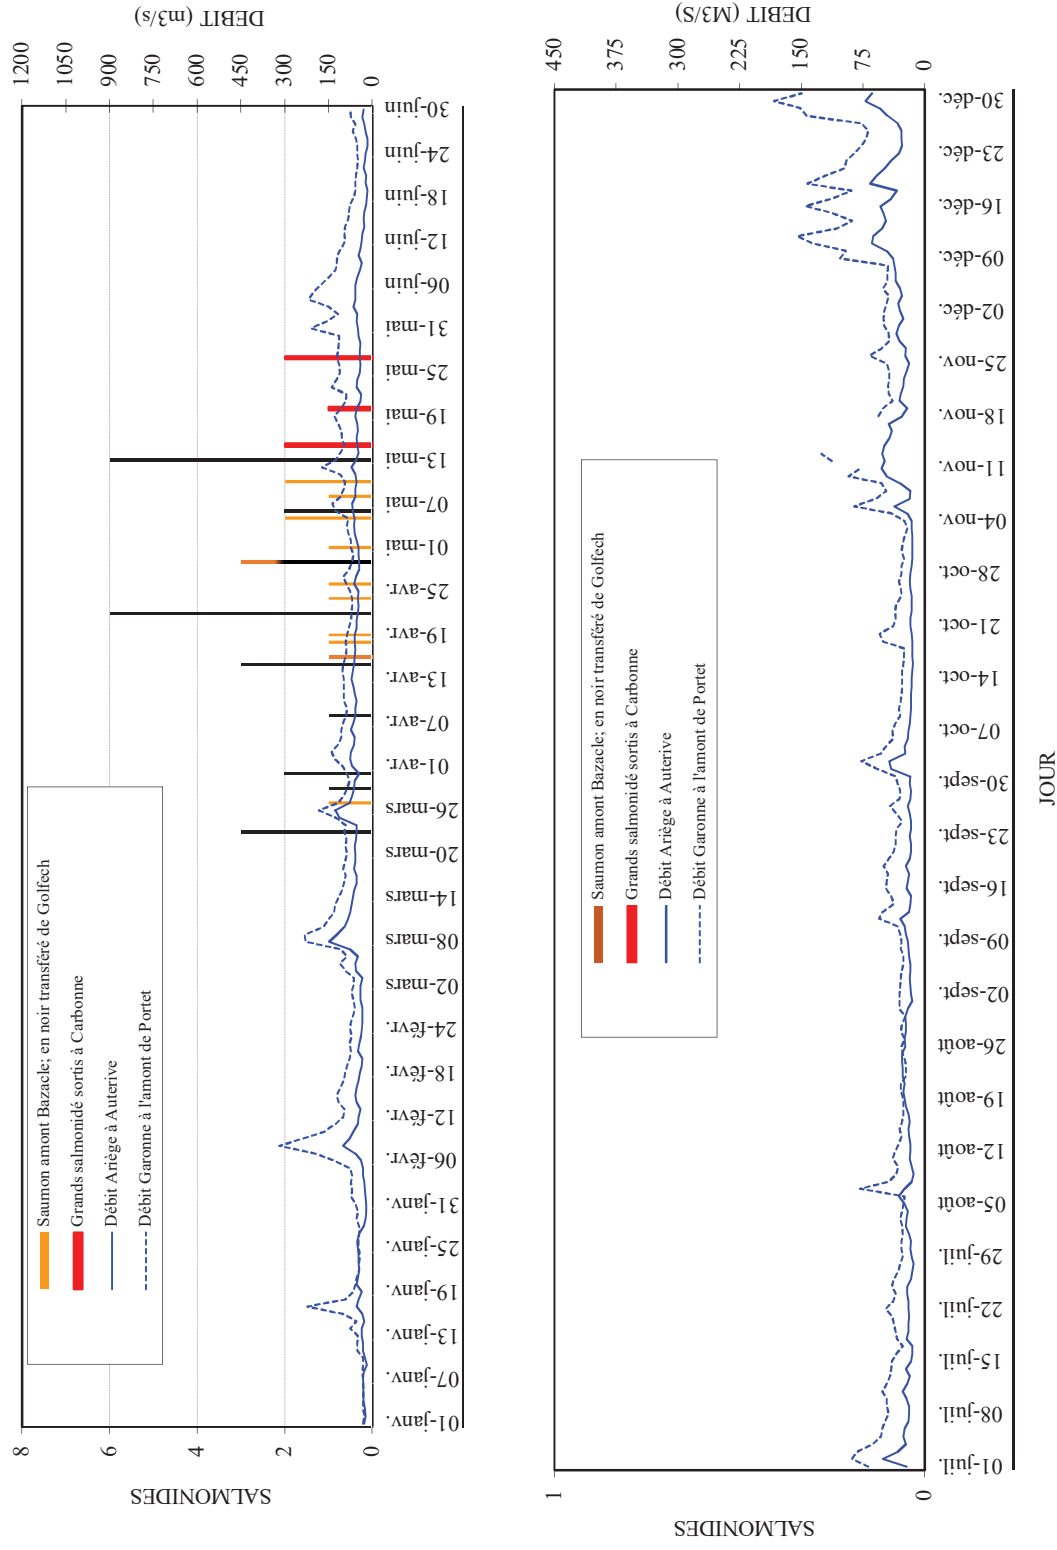 DEBIT
(m3/s)
1200
1050
900
750
600
450
300
150
0
8
6
4
2
0
SALMONIDES
Saumon amont Bazacle; en noir transféré de Golfech
Grands salmonidé sortis à Carbonne
Débit Ariège à Auterive
Débit Garonne à l'amont de Portet
01-janv.
07-janv.
13-janv.
19-janv.
25-janv.
31-janv.
06-févr.
12-févr.
18-févr.
24-févr.
02-mars
08-mars
14-mars
20-mars
26-mars
01-avr.
07-avr.
13-avr.
19-avr.
25-avr.
01-mai
07-mai
13-mai
19-mai
25-mai
31-mai
06-juin
12-juin
18-juin
24-juin
30-juin
DEBIT (M3/S)
450
375
300
225
150
75
0
1
0
SALMONIDES
Saumon amont Bazacle; en noir transféré de Golfech
Grands salmonidé sortis à Carbonne
Débit Ariège à Auterive
Débit Garonne à l'amont de Portet
01-juil.
08-juil.
15-juil.
22-juil.
29-juil.
05-août
12-août
19-août
26-août
02-sept.
09-sept.
16-sept.
23-sept.
30-sept.
07-oct.
14-oct.
21-oct.
28-oct.
04-nov.
11-nov.
18-nov.
25-nov.
02-déc.
09-déc.
16-déc.
23-déc.
30-déc.
JOUR